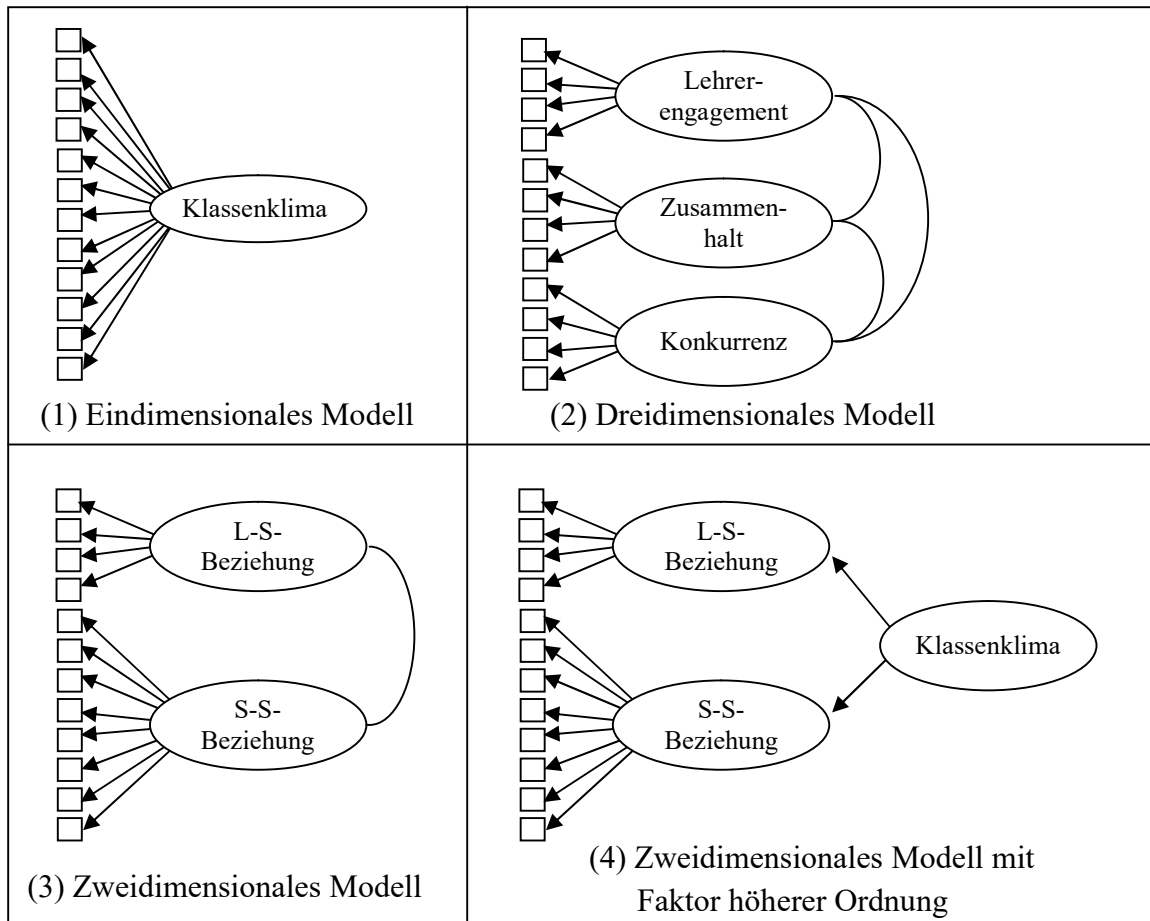 Klassenklima
(1) Eindimensionales Modell
Lehrer-
engagement
Zusammen-
halt
Konkurrenz
(2) Dreidimensionales Modell
L-S-
Beziehung
S-S-
Beziehung
(3) Zweidimensionales Modell
L-S-
Beziehung
Klassenklima
S-S-
Beziehung
(4) Zweidimensionales Modell mit
Faktor höherer Ordnung